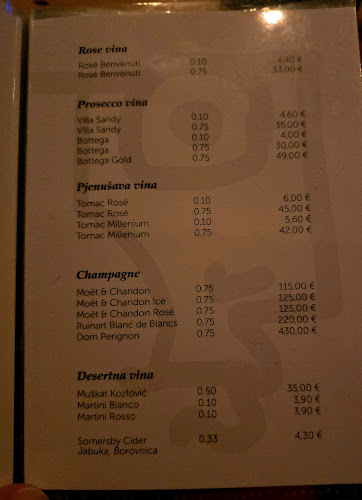 Rose vina
Rosé Benvenuti 0.10 4,40 €
Rosé Benvenuti 0.75 33,00 €
Prosecco vina
Villa Sandy 0.10 4,60 €
Villa Sandy 0.75 35,00 €
Bottega 0.10 4,00 €
Bottega 0.75 30,00 €
Bottega Gold 0.75 49,00 €
Pjenušava vina
Tomac Rosé 0.10 6,00 €
Tomac Rosé 0.75 45,00 €
Tomac Millenium 0.10 5,60 €
Tomac Millenium 0.75 42,00 €
Champagne
Moët & Chandon 0.75 115,00 €
Moët & Chandon Ice 0.75 125,00 €
Moët & Chandon Rosé 0.75 125,00 €
Ruinart Blanc de Blancs 0.75 220,00 €
Dom Perignon 0.75 430,00 €
Desertna vina
Muškat Kozlović 0.50 35,00 €
Martini Bianco 0.10 3,90 €
Martini Rosso 0.10 3,90 €
Somersby Cider 0.33 4,30 €
Jabuka, Borovnica